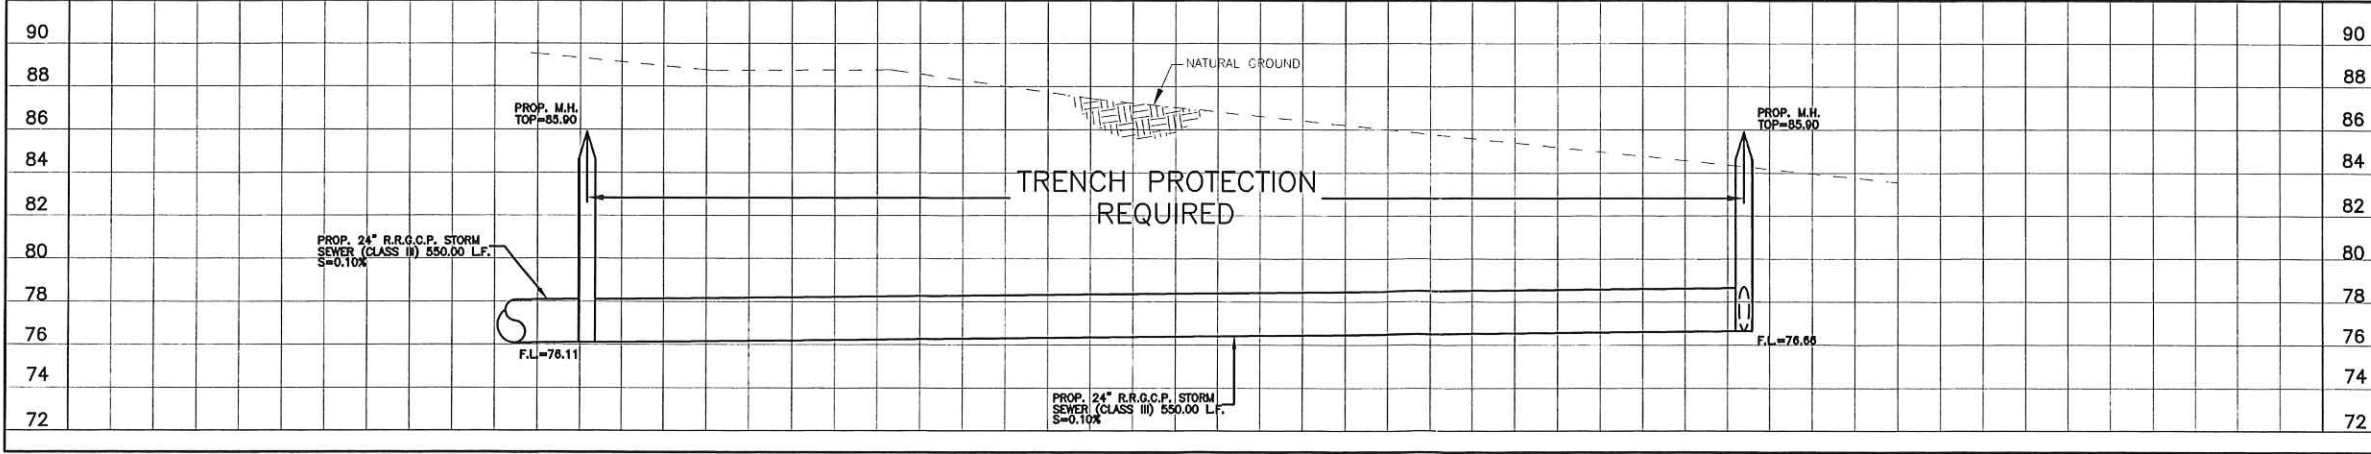 90
88
86
84
82
80
78
76
74
72
PROP. M.H.
TOP=85.90
NATURAL GROUND
PROP. M.H.
TOP=85.90
TRENCH PROTECTION
REQUIRED
PROP. 24" R.R.G.C.P. STORM
SEWER (CLASS III) 550.00 L.F.
S=0.10%
F.L.=76.11
F.L.=76.66
PROP. 24" R.R.G.C.P. STORM
SEWER (CLASS III) 550.00 L.F.
S=0.10%
90
88
86
84
82
80
78
76
74
72